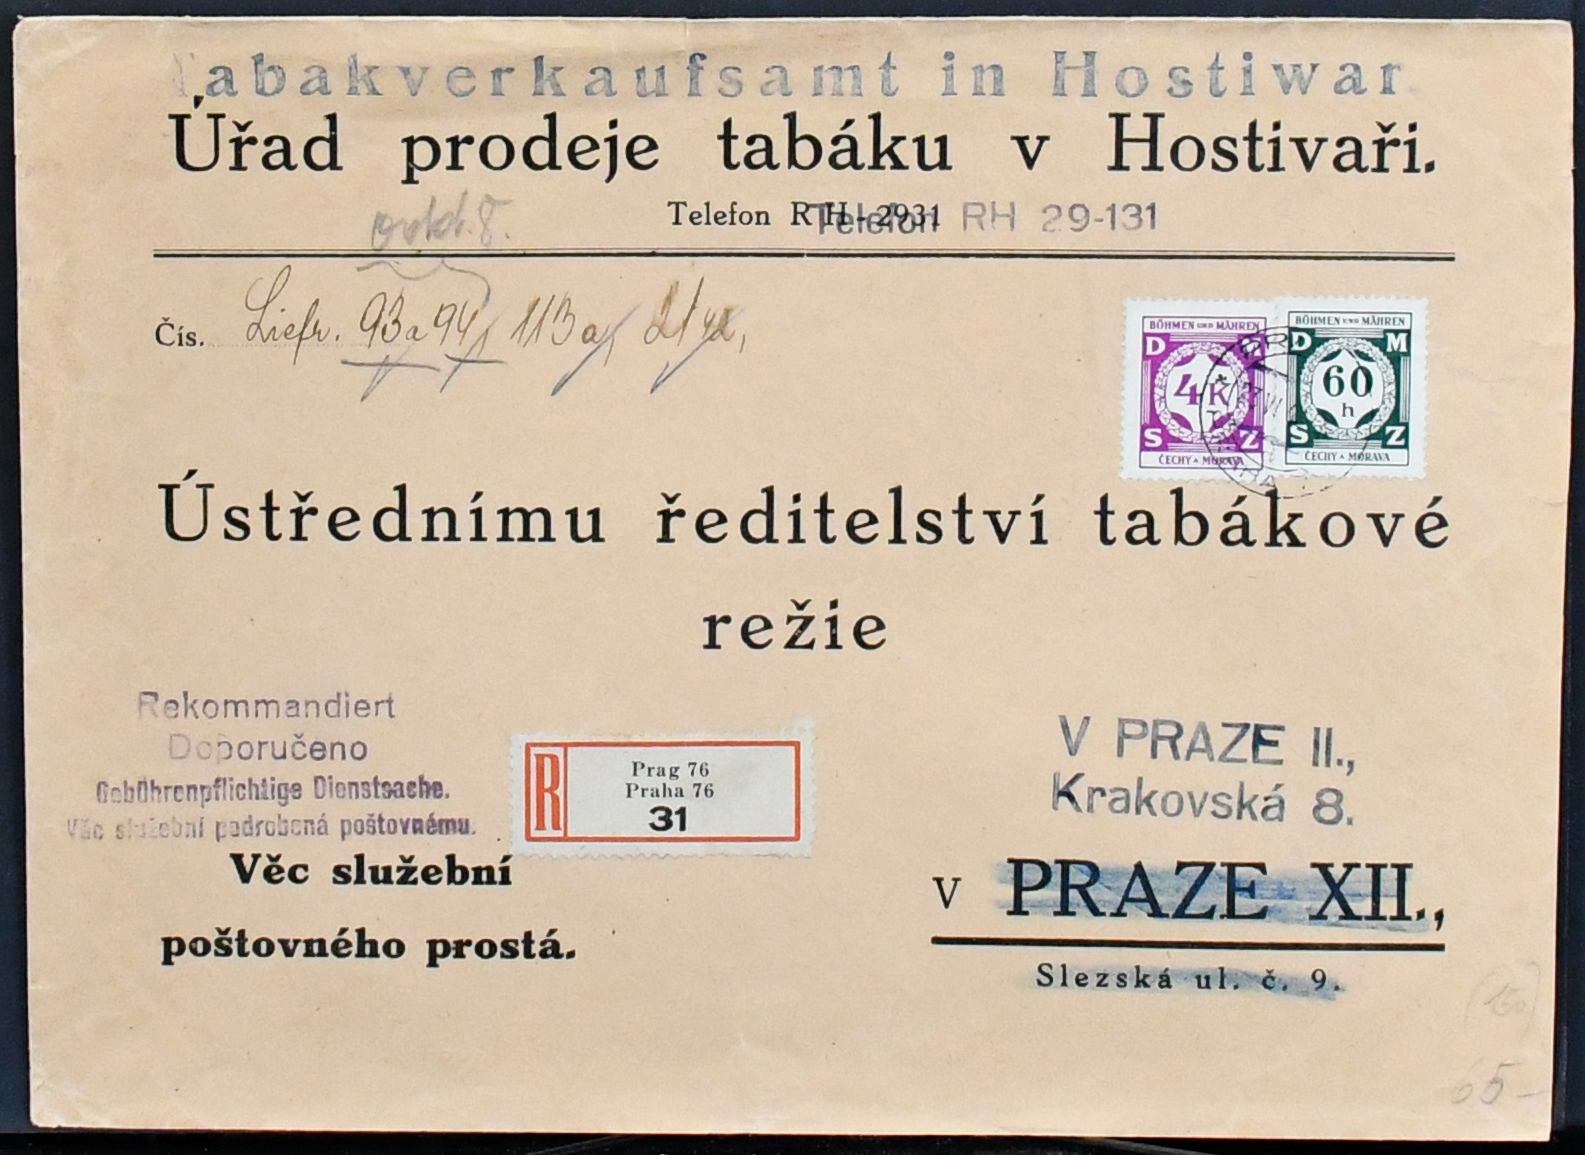 Tabakverkaufsamt in Hostiwar
Úřad prodeje tabáku v Hostivaři.
Telefon RH-2931 Telefon RH 29-131
Čís. Liefr. 93a 94, 113a,
BÖHMEN UND MÄHREN
D
4K
S Z
ČECHY A MORAVA
BÖHMEN UND MÄHREN
D M
60
h
S Z
ČECHY A MORAVA
Ústřednímu ředitelství tabákové
režie
Rekommandiert
Doporučeno
Gebührenpflichtige Dienstsache.
Věc služební podrobená poštovnému.
Věc služební
poštovného prostá.
R
Prag 76
Praha 76
31
V PRAZE II.,
Krakovská 8.
v PRAZE XII.,
Slezská ul. č. 9.
65-